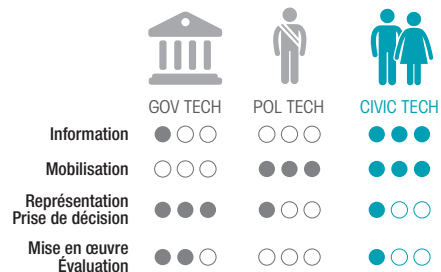 GOV TECH POL TECH CIVIC TECH
Information
Mobilisation
Représentation
Prise de décision
Mise en œuvre
Évaluation